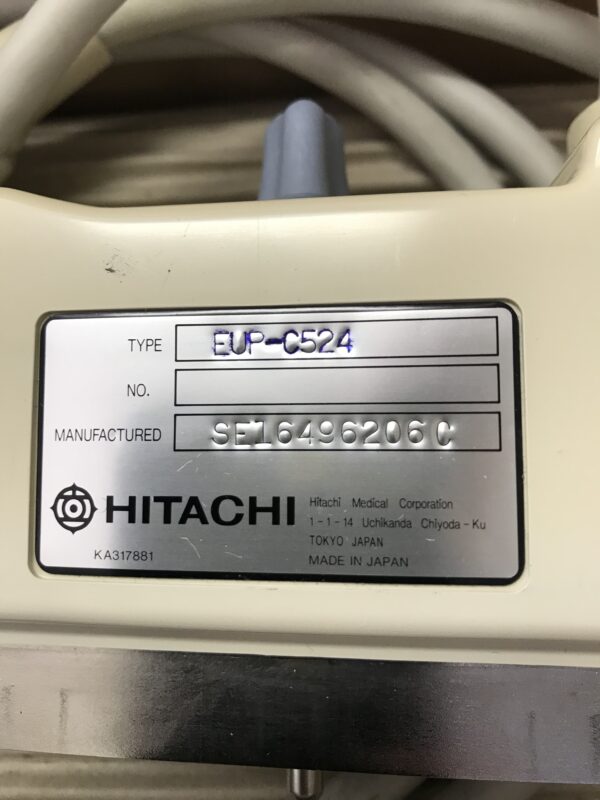 TYPE EUP-C524
NO.
MANUFACTURED SE16496206C
HITACHI
Hitachi Medical Corporation
1-1-14 Uchikanda Chiyoda-Ku
TOKYO JAPAN
MADE IN JAPAN
KA317881